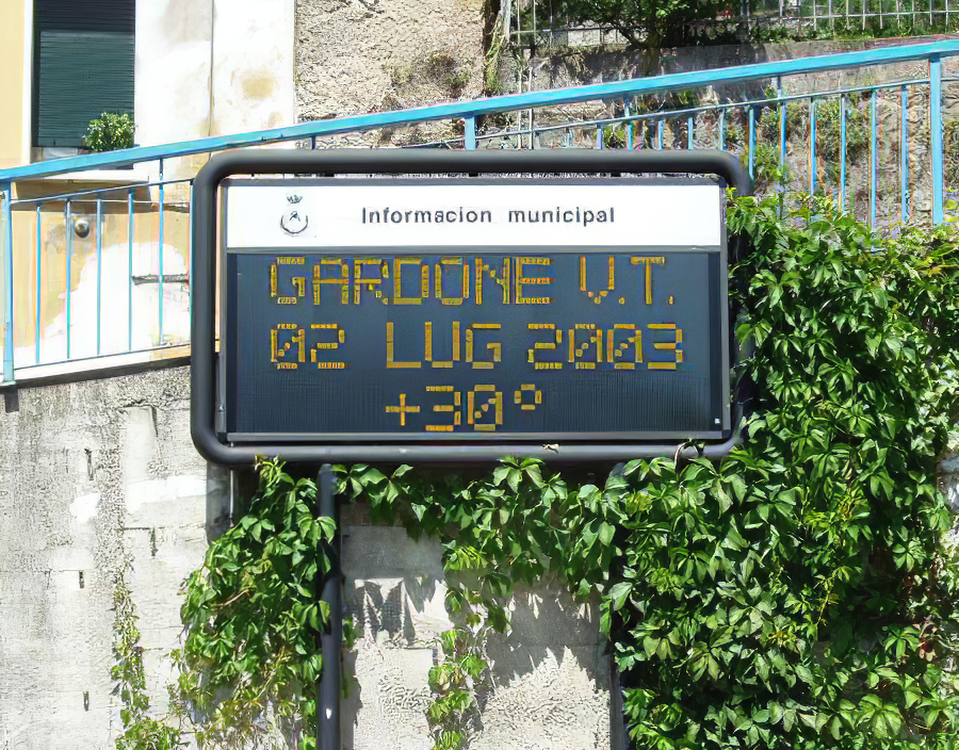 Informacion municipal
GARDONE V.T.
02 LUG 2003
+30°